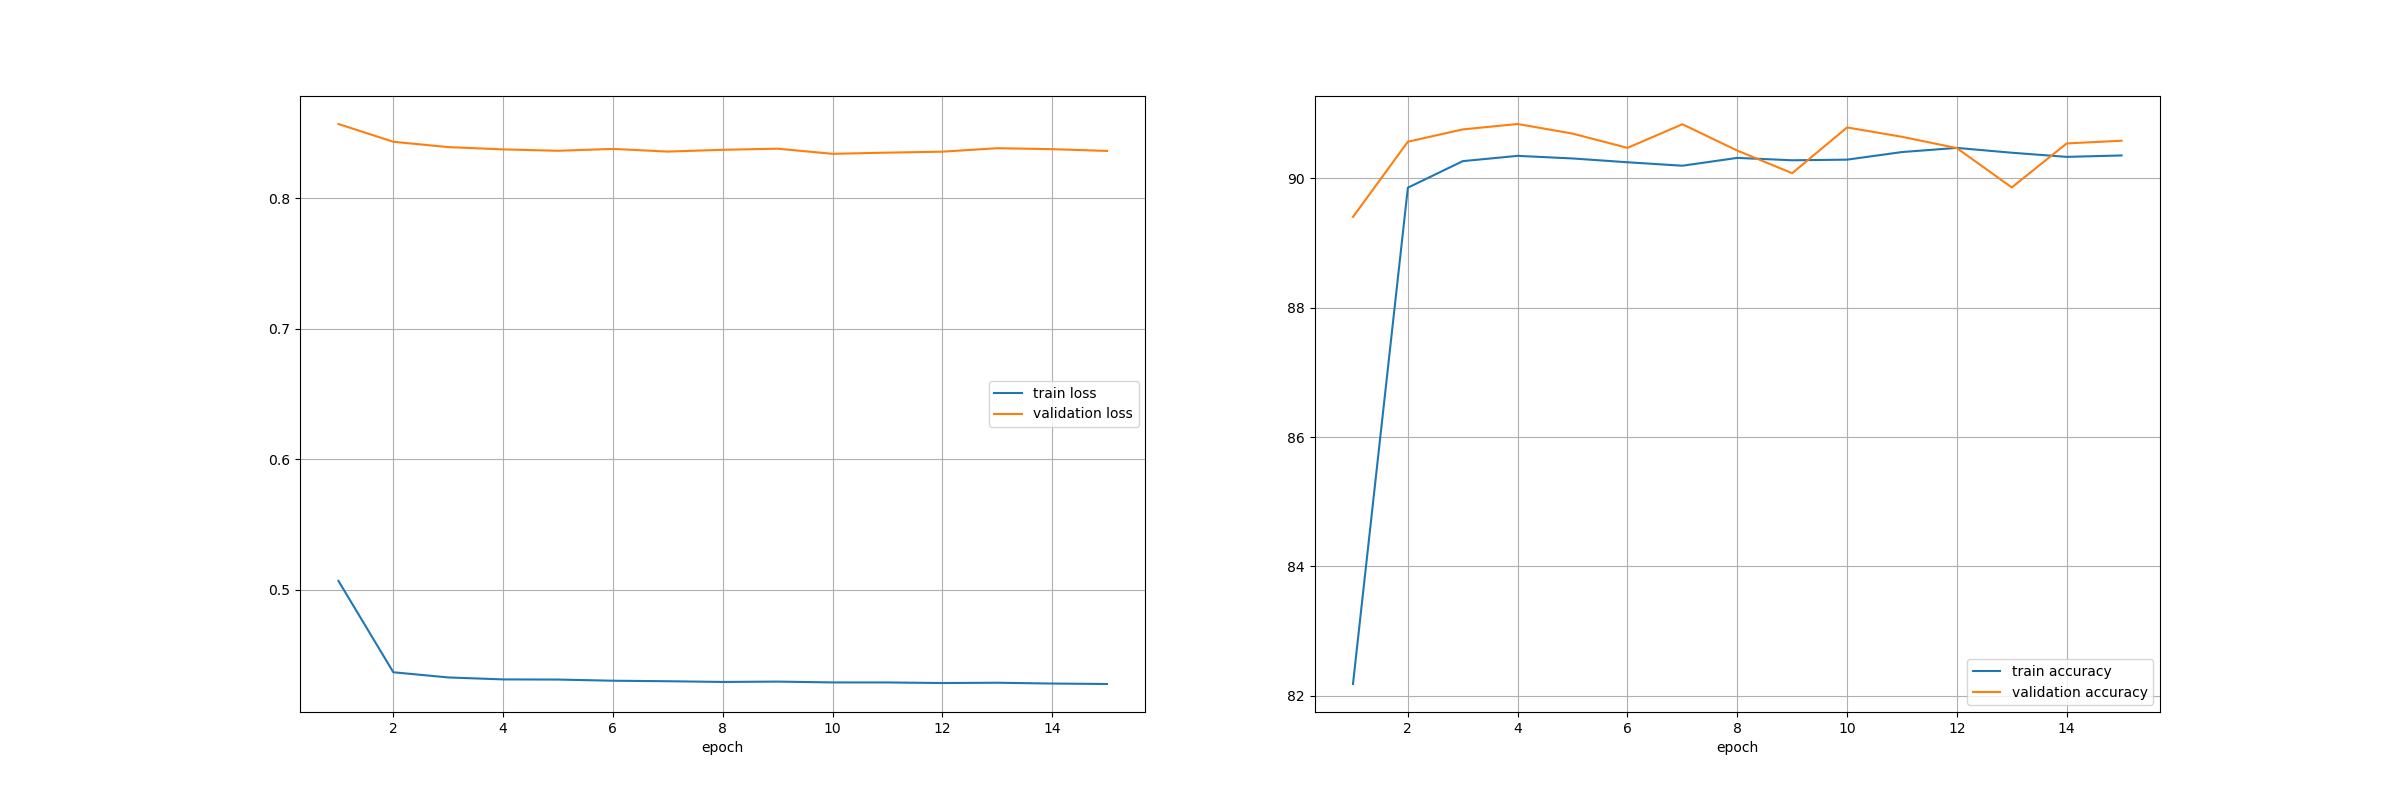 0.8
0.7
0.6
0.5
train loss
validation loss
2 4 6 8 10 12 14
epoch
90
88
86
84
82
train accuracy
validation accuracy
2 4 6 8 10 12 14
epoch